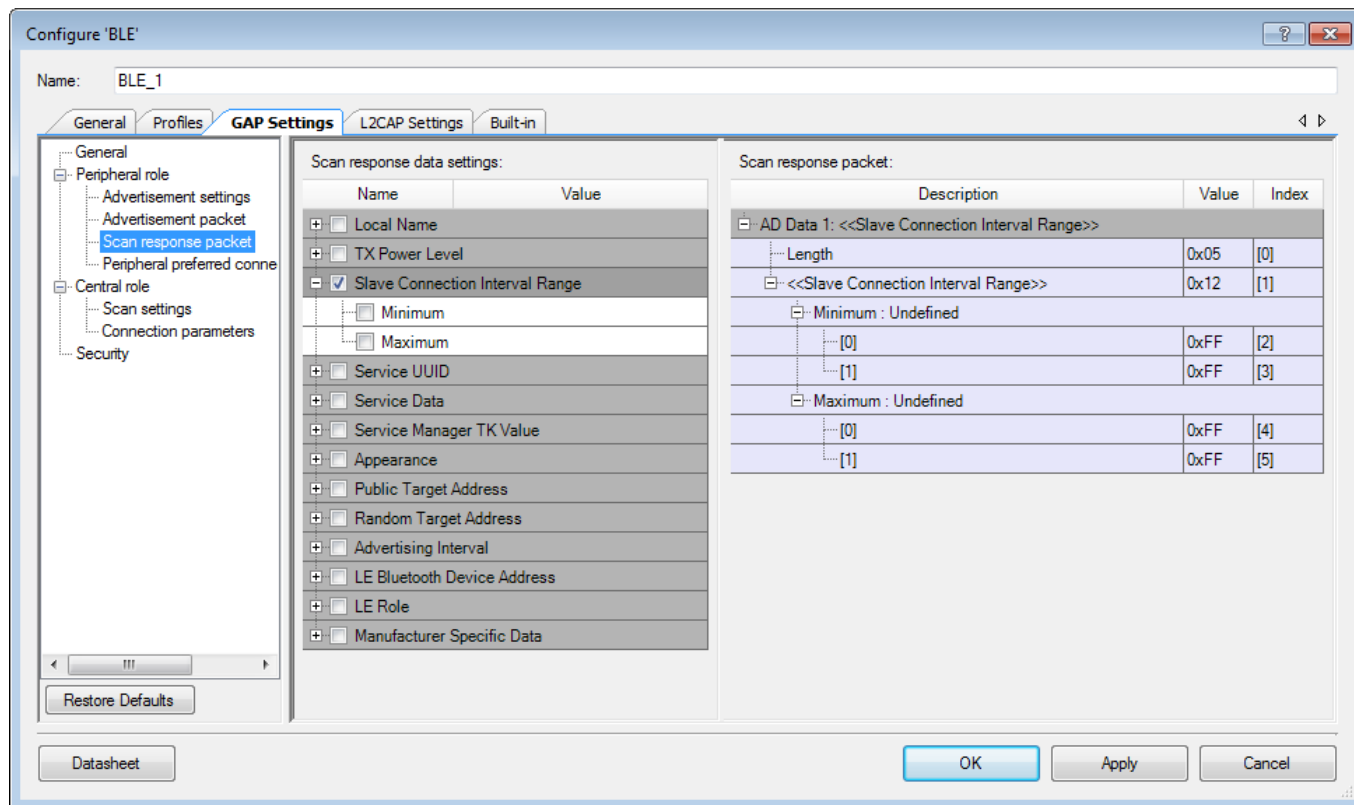 Configure 'BLE'
Name: BLE_1
General Profiles GAP Settings L2CAP Settings Built-in
General
Peripheral role
Advertisement settings
Advertisement packet
Scan response packet
Peripheral preferred conne
Central role
Scan settings
Connection parameters
Security
Restore Defaults
Scan response data settings:
Name Value
Local Name
TX Power Level
Slave Connection Interval Range
Minimum
Maximum
Service UUID
Service Data
Service Manager TK Value
Appearance
Public Target Address
Random Target Address
Advertising Interval
LE Bluetooth Device Address
LE Role
Manufacturer Specific Data
Scan response packet:
Description Value Index
AD Data 1: <<Slave Connection Interval Range>>
Length 0x05 [0]
<<Slave Connection Interval Range>> 0x12 [1]
Minimum : Undefined
[0] 0xFF [2]
[1] 0xFF [3]
Maximum : Undefined
[0] 0xFF [4]
[1] 0xFF [5]
Datasheet OK Apply Cancel